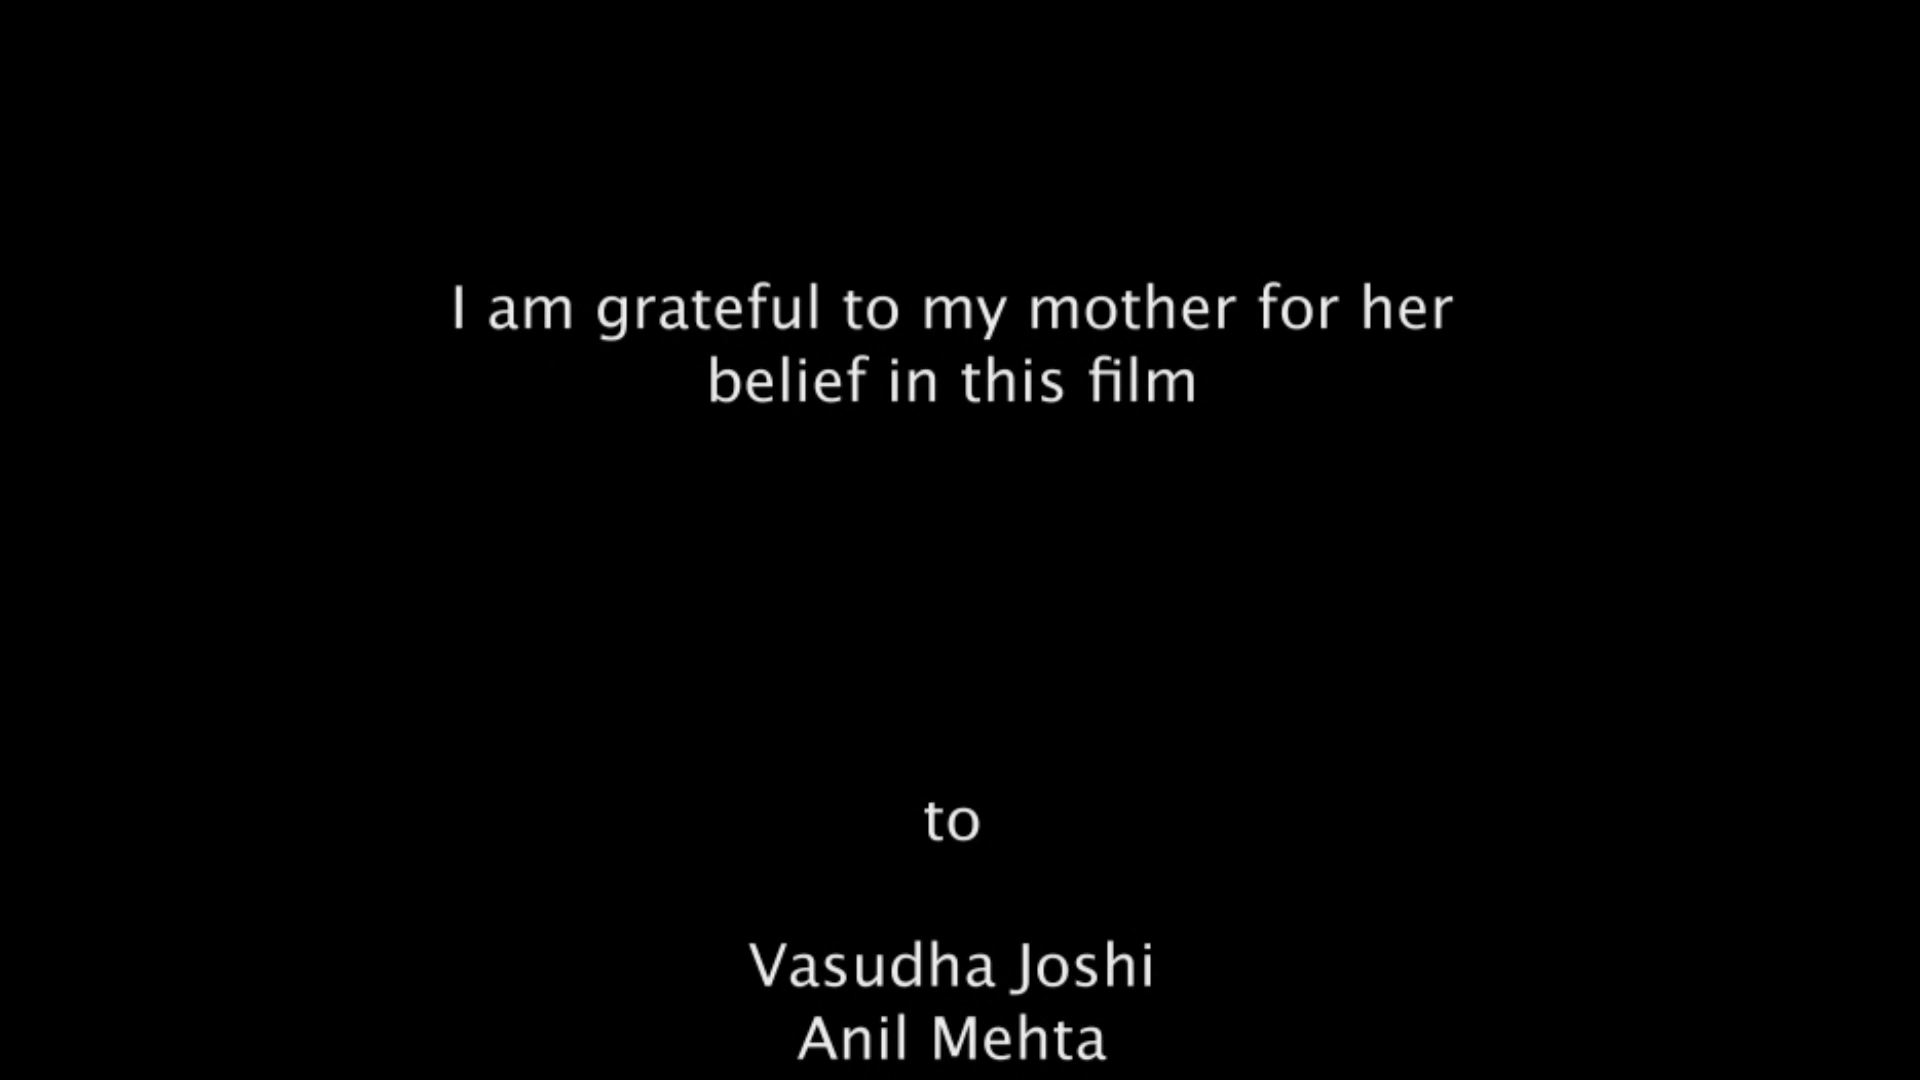 I am grateful to my mother for her
belief in this film
to
Vasudha Joshi
Anil Mehta